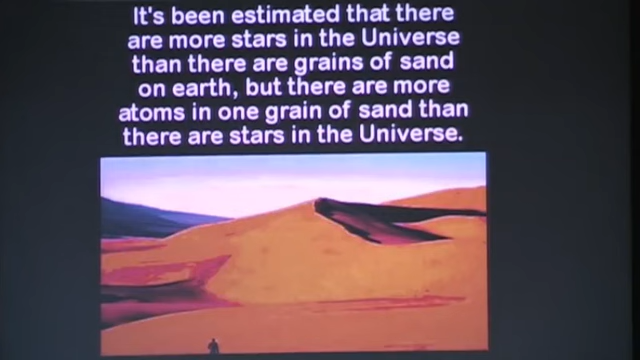 It's been estimated that there
are more stars in the Universe
than there are grains of sand
on earth, but there are more
atoms in one grain of sand than
there are stars in the Universe.